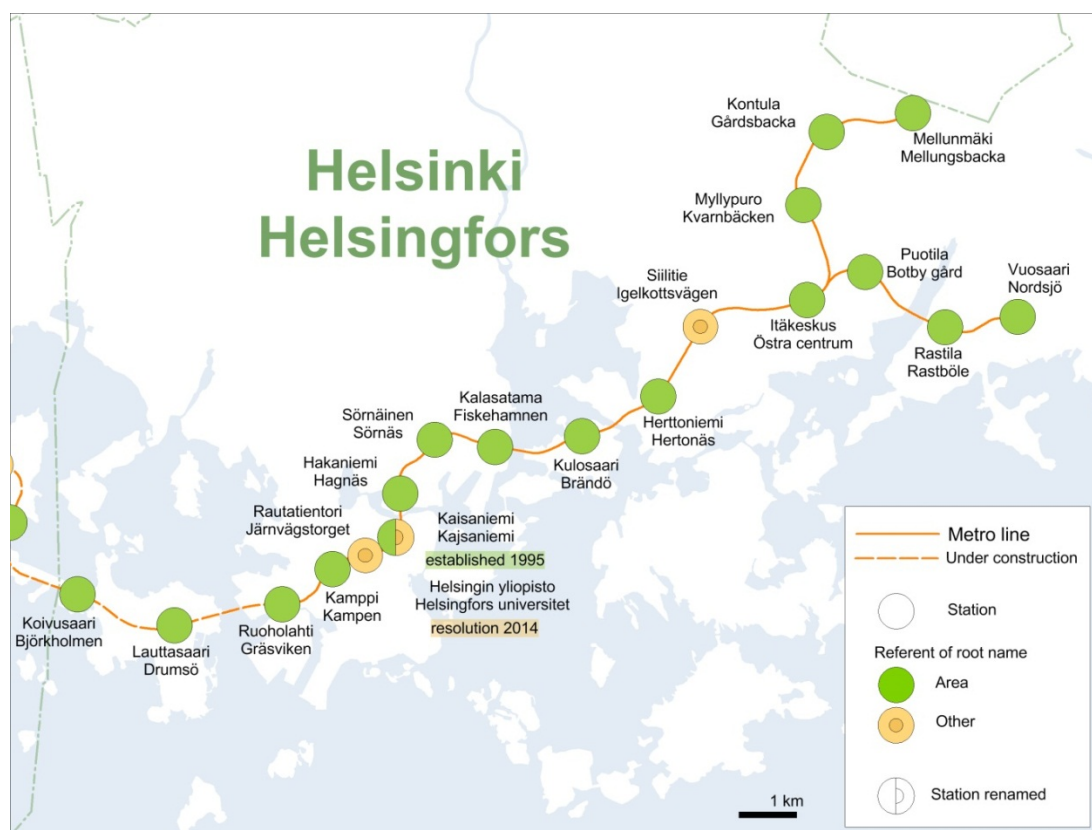 Helsinki
Helsingfors
Kontula
Gårdsbacka
Mellunmäki
Mellungsbacka
Myllypuro
Kvarnbäcken
Puotila
Botby gård
Vuosaari
Nordsjö
Siilitie
Igelkottsvägen
Itäkeskus
Östra centrum
Rastila
Rastböle
Kalasatama
Fiskehamnen
Herttoniemi
Hertonäs
Sörnäinen
Sörnäs
Kulosaari
Brändö
Hakaniemi
Hagnäs
Rautatientori
Järnvägstorget
Kaisaniemi
Kajsaniemi
established 1995
Helsingin yliopisto
Helsingfors universitet
resolution 2014
Kamppi
Kampen
Ruoholahti
Gräsviken
Lauttasaari
Drumsö
Koivusaari
Björkholmen
Metro line
Under construction
Station
Referent of root name
Area
Other
Station renamed
1 km